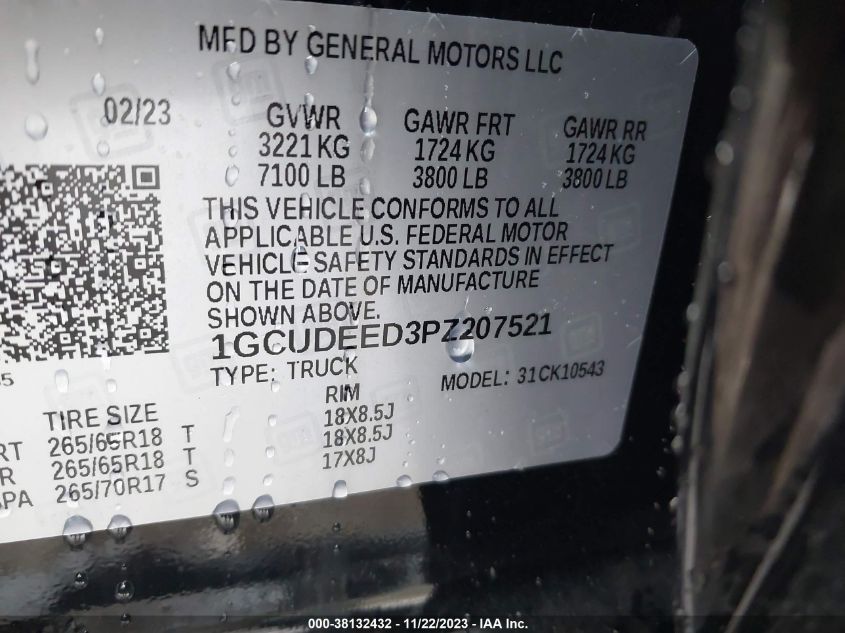 MFD BY GENERAL MOTORS LLC
02/23 GVWR GAWR FRT GAWR RR
3221 KG 1724 KG 1724 KG
7100 LB 3800 LB 3800 LB
THIS VEHICLE CONFORMS TO ALL
APPLICABLE U.S. FEDERAL MOTOR
VEHICLE SAFETY STANDARDS IN EFFECT
ON THE DATE OF MANUFACTURE
SHOWN ABOVE.
1GCUDEED3PZ207521
TYPE: TRUCK MODEL: 31CK10543
TIRE SIZE RIM
RT 265/65R18 T 18X8.5J
R 265/65R18 T 18X8.5J
PA 265/70R17 S 17X8J
000-38132432 - 11/22/2023 - IAA Inc.